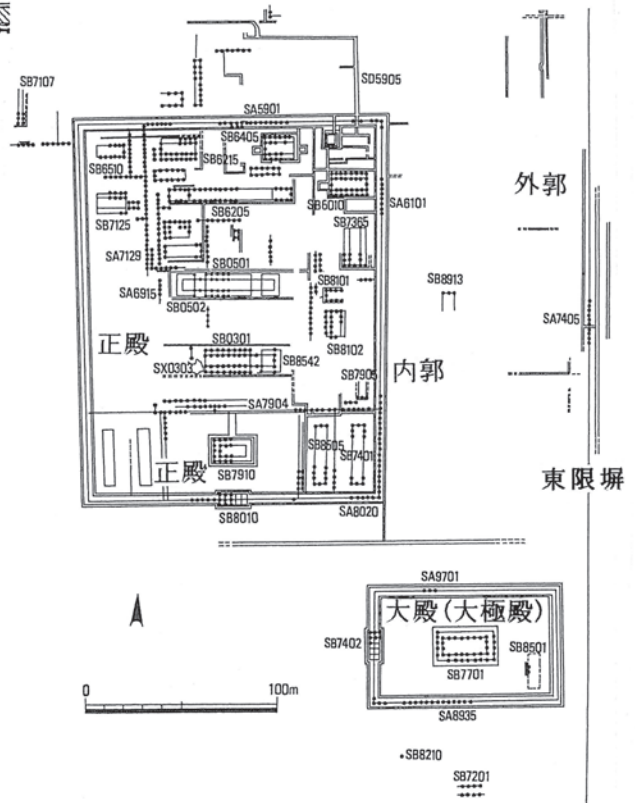 SB7107
SD5905
SA5901
SB6405
SB6510
SB6215
外郭
SB6010
SA6101
SB6205
SB7125
SB7365
SA7129
SB0501
SB8101
SB8913
SA6915
SB0502
SA7405
正殿
SB0301
SB8102
SX0303
SB8542
内郭
SB7905
SA7904
正殿
SB8505
SB7401
SB7910
東限塀
SB8010
SA8020
SA9701
大殿(大極殿)
SB7402
SB8501
SB7701
0
100m
SA8935
SB8210
SB7201